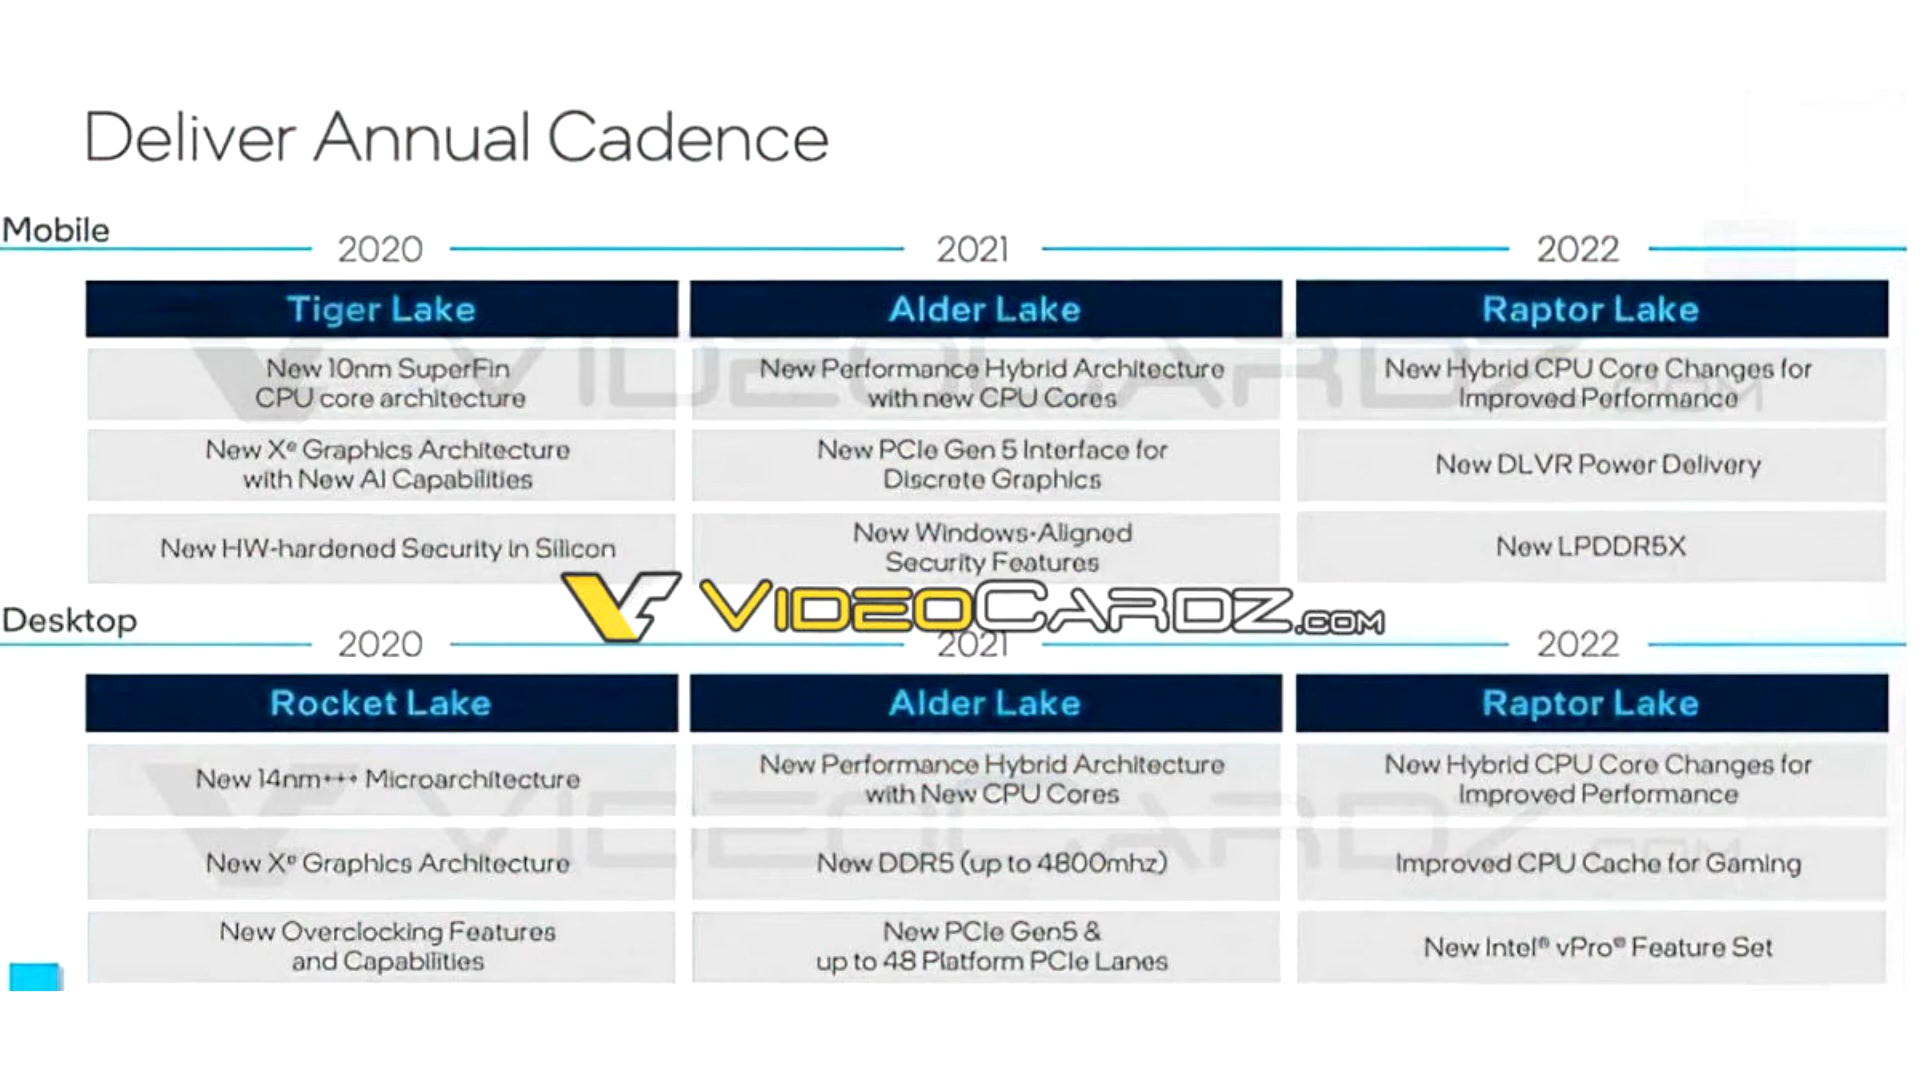 Deliver Annual Cadence
Mobile
2020
2021
2022
Tiger Lake
Alder Lake
Raptor Lake
New 10nm SuperFin
CPU core architecture
New Performance Hybrid Architecture
with new CPU Cores
New Hybrid CPU Core Changes for
Improved Performance
New Xᵉ Graphics Architecture
with New AI Capabilities
New PCIe Gen 5 Interface for
Discrete Graphics
New DLVR Power Delivery
New HW-hardened Security in Silicon
New Windows-Aligned
Security Features
New LPDDR5X
VIDEOCARDZ.COM
Desktop
2020
2021
2022
Rocket Lake
Alder Lake
Raptor Lake
New 14nm+++ Microarchitecture
New Performance Hybrid Architecture
with New CPU Cores
New Hybrid CPU Core Changes for
Improved Performance
New Xᵉ Graphics Architecture
New DDR5 (up to 4800mhz)
Improved CPU Cache for Gaming
New Overclocking Features
and Capabilities
New PCIe Gen5 &
up to 48 Platform PCIe Lanes
New Intel® vPro® Feature Set
VIDEOCARDZ.COM
VIDEOCARDZ.COM